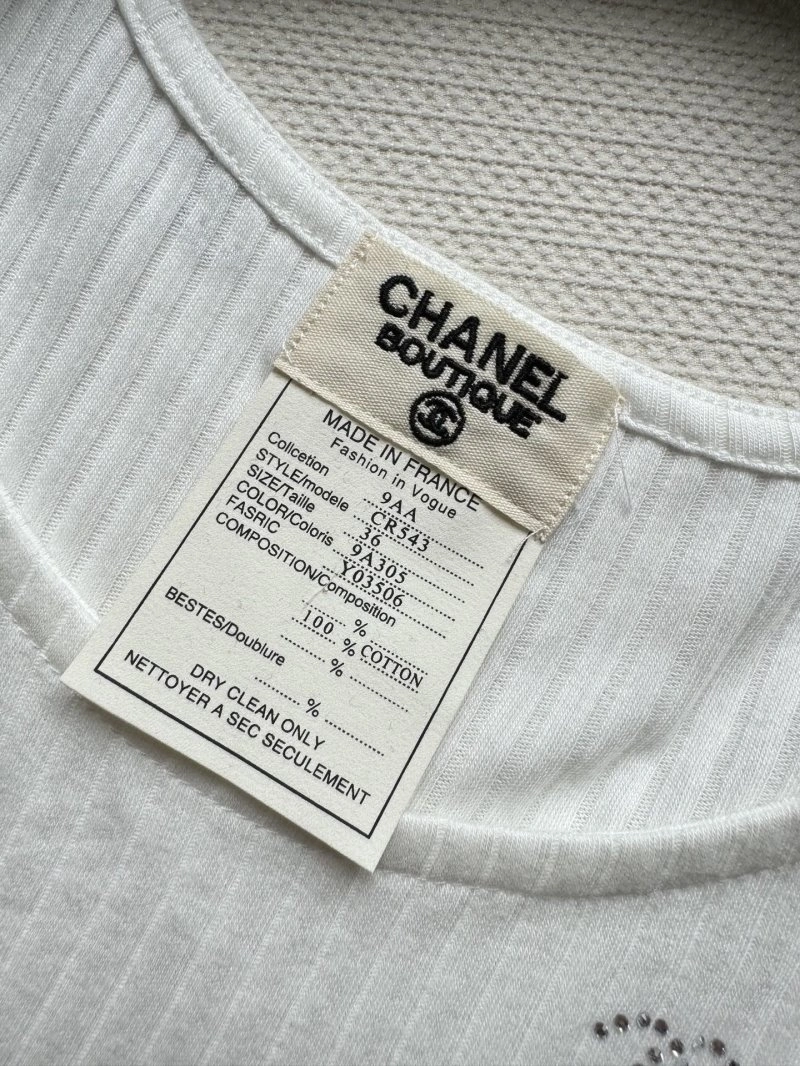 CHANEL
BOUTIQUE
MADE IN FRANCE
Fashion in Vogue
Collcetion 9AA
STYLE/modele CR543
SIZE/Taille 36
COLOR/Coloris 9A305
FASRIC Y03506
COMPOSITION/Composition
%
100 % COTTON
BESTES/Doublure %
%
DRY CLEAN ONLY
NETTOYER A SEC SECULEMENT